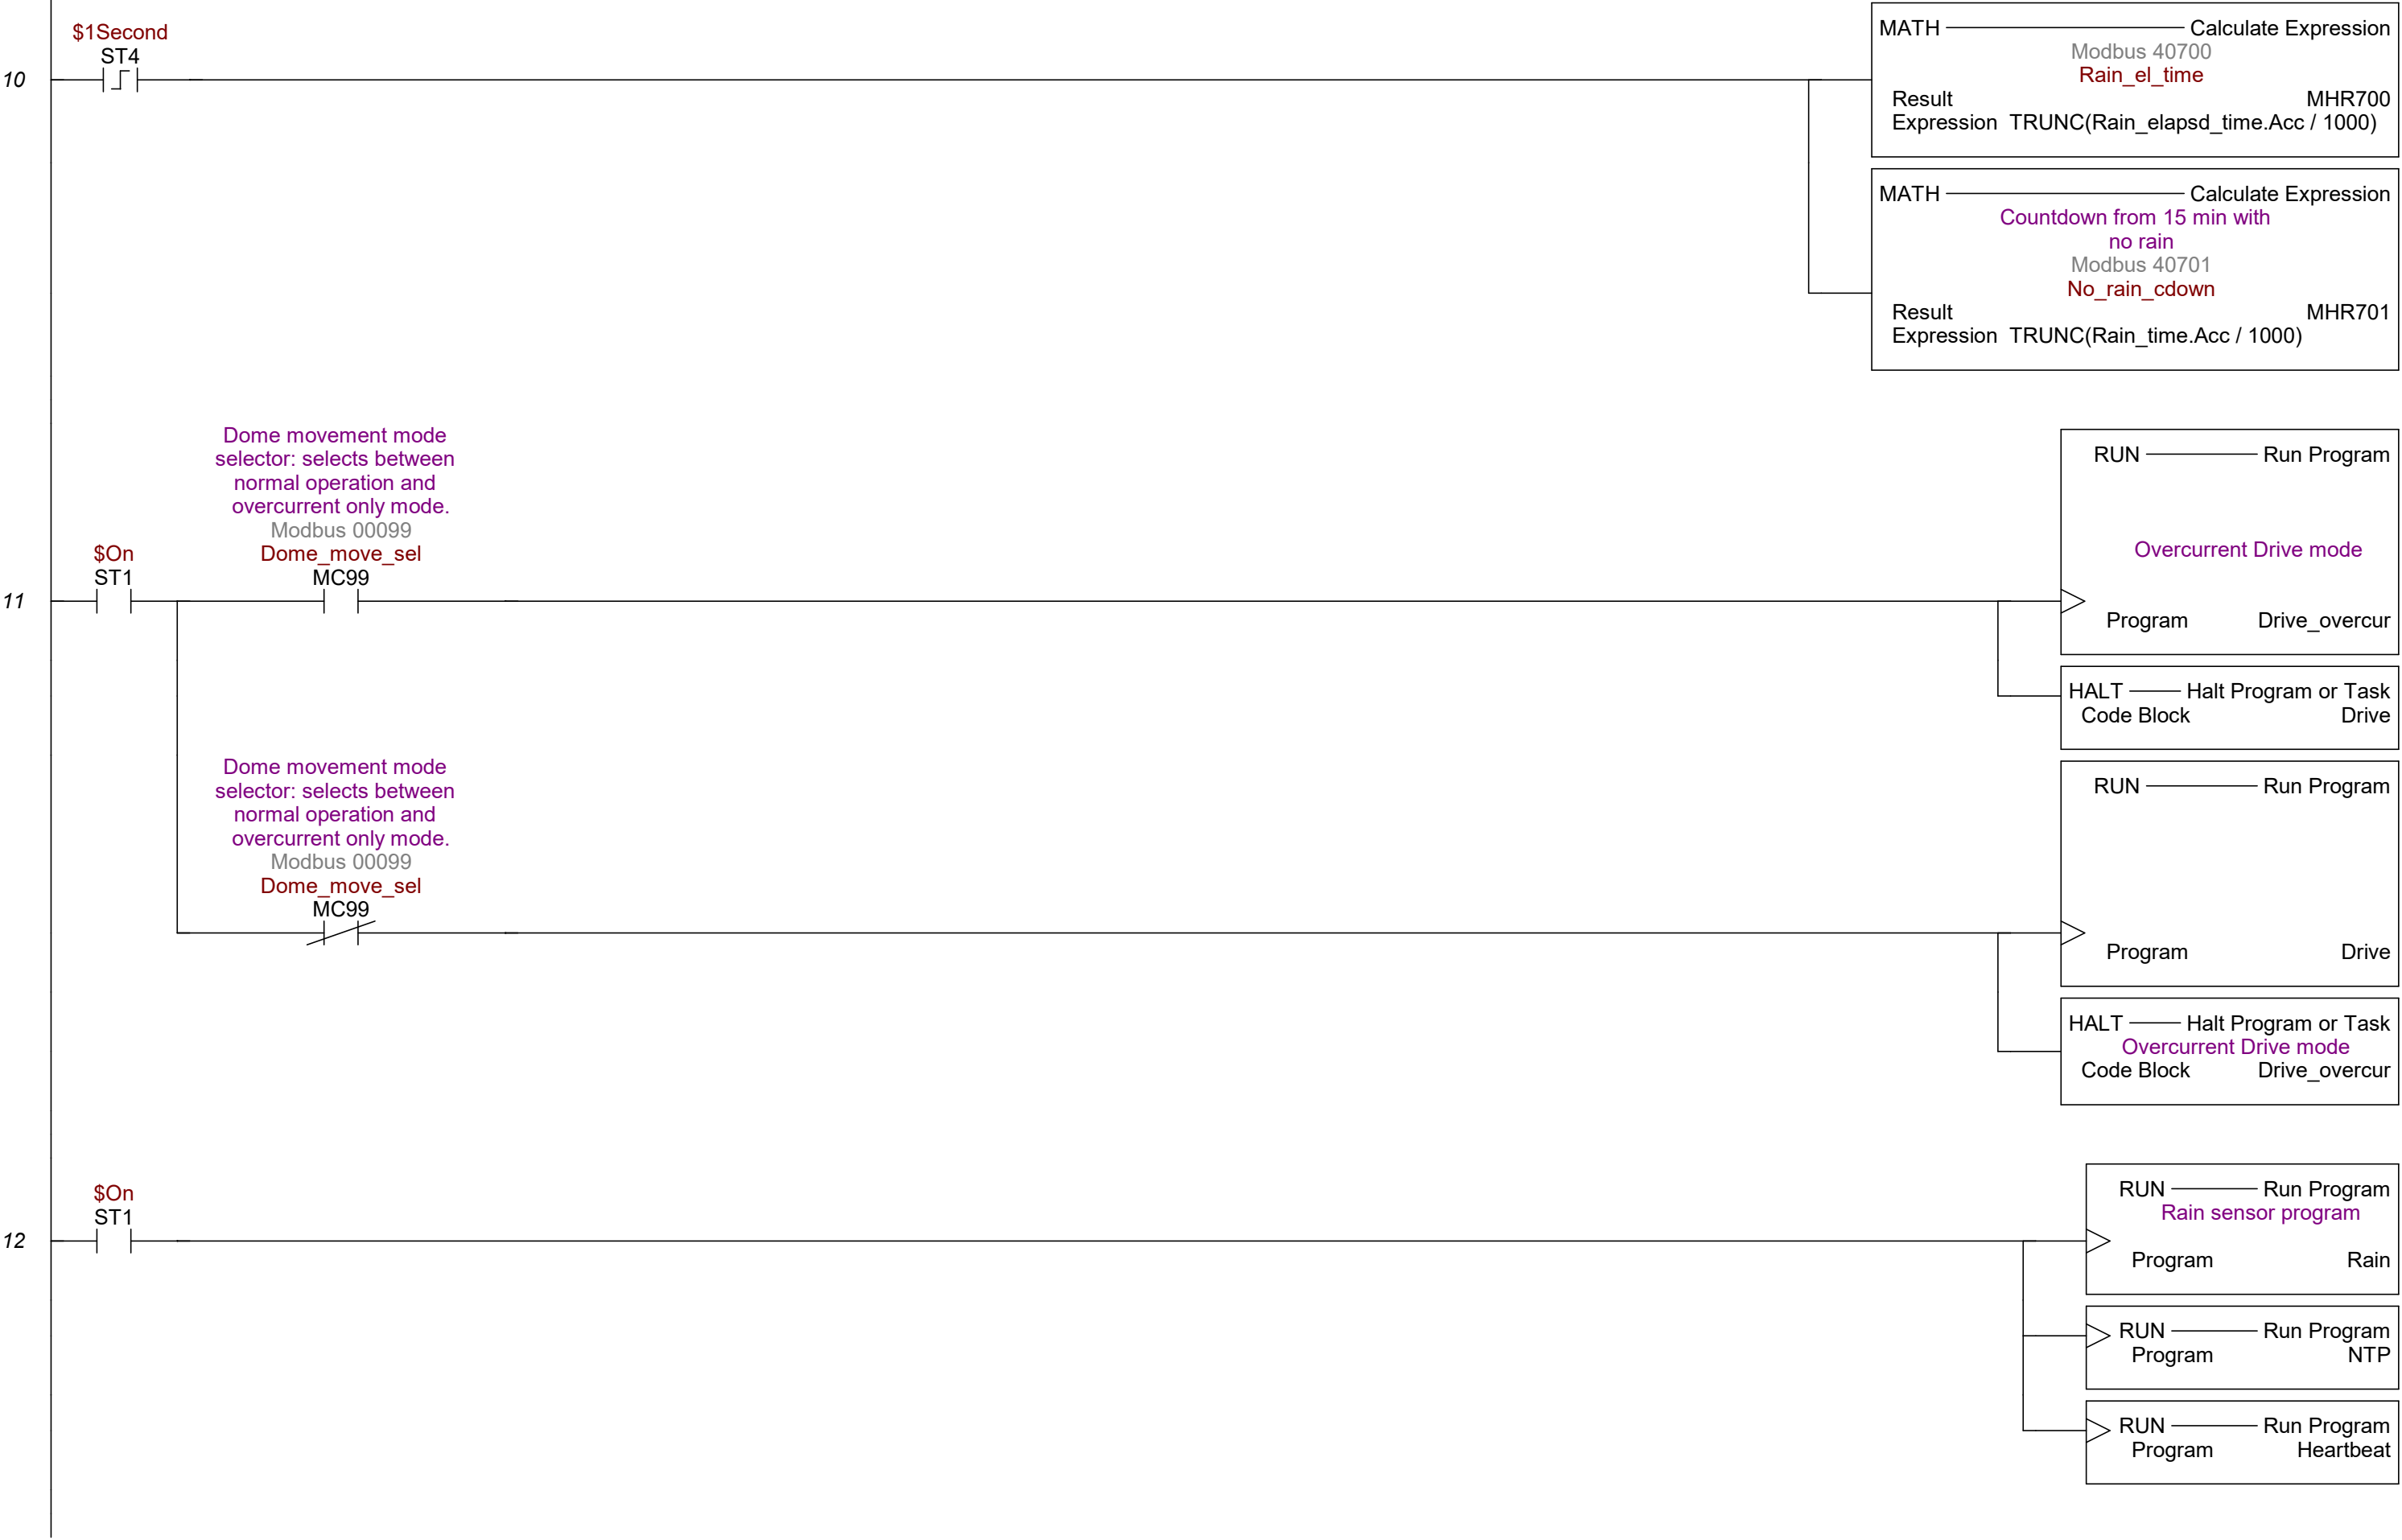 10
$1Second
ST4
MATH Calculate Expression
Modbus 40700
Rain_el_time
Result MHR700
Expression TRUNC(Rain_elapsd_time.Acc / 1000)
MATH Calculate Expression
Countdown from 15 min with
no rain
Modbus 40701
No_rain_cdown
Result MHR701
Expression TRUNC(Rain_time.Acc / 1000)
11
$On
ST1
Dome movement mode
selector: selects between
normal operation and
overcurrent only mode.
Modbus 00099
Dome_move_sel
MC99
RUN Run Program
Overcurrent Drive mode
Program Drive_overcur
HALT Halt Program or Task
Code Block Drive
Dome movement mode
selector: selects between
normal operation and
overcurrent only mode.
Modbus 00099
Dome_move_sel
MC99
RUN Run Program
Program Drive
HALT Halt Program or Task
Overcurrent Drive mode
Code Block Drive_overcur
12
$On
ST1
RUN Run Program
Rain sensor program
Program Rain
RUN Run Program
Program NTP
RUN Run Program
Program Heartbeat